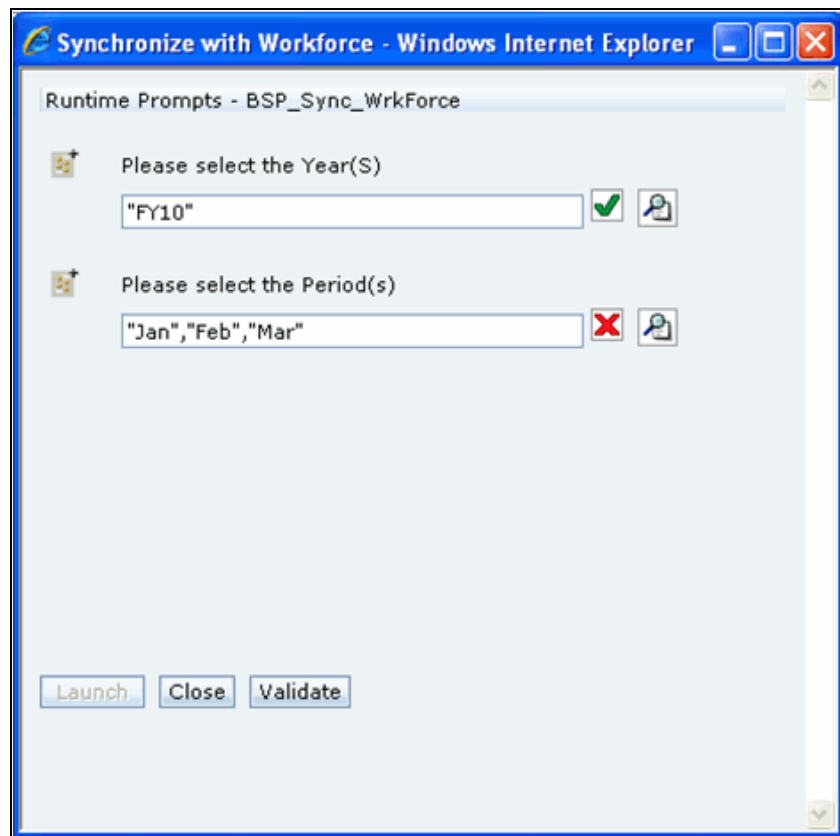 Synchronize with Workforce - Windows Internet Explorer
Runtime Prompts - BSP_Sync_WrkForce
Please select the Year(S)
"FY10"
Please select the Period(s)
"Jan","Feb","Mar"
Launch Close Validate